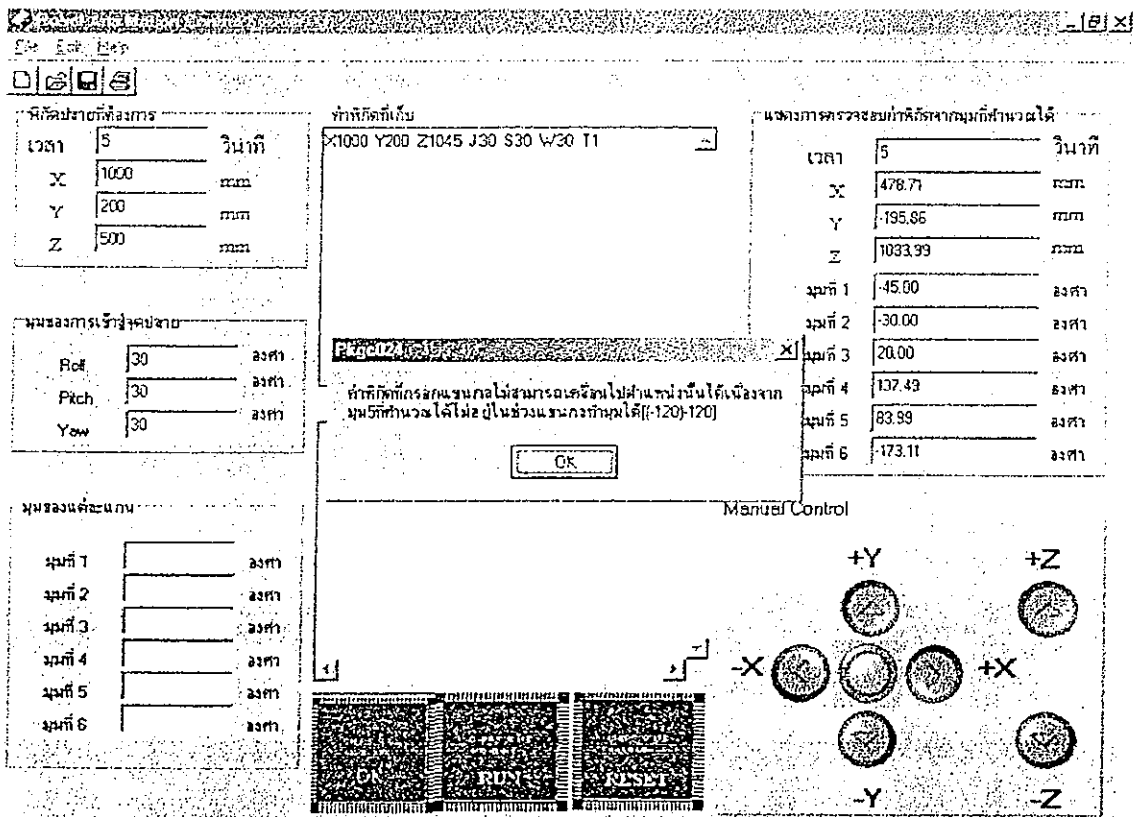 File Edit Help
พิกัดปลายที่ต้องการ
เวลา 5 วินาที
X 1000 mm
Y 200 mm
Z 500 mm
มุมของการเข้าสู่จุดปลาย
Roll 30 องศา
Pitch 30 องศา
Yaw 30 องศา
มุมของแต่ละแกน
มุมที่ 1 องศา
มุมที่ 2 องศา
มุมที่ 3 องศา
มุมที่ 4 องศา
มุมที่ 5 องศา
มุมที่ 6 องศา
ค่าพิกัดที่เก็บ
X1000 Y200 Z1045 J30 S30 W30 T1
ค่าพิกัดที่กรอกแขนกลไม่สามารถเคลื่อนไปตำแหน่งนั้นได้เนื่องจาก
มุม5ที่คำนวณได้ไม่อยู่ในช่วงแขนกลทำมุมได้[(-120)-120]
OK
OK
RUN
RESET
แสดงการตรวจสอบค่าพิกัดจากมุมที่คำนวณได้
เวลา 5 วินาที
X 478.71 mm
Y -195.86 mm
Z 1033.99 mm
มุมที่ 1 -45.00 องศา
มุมที่ 2 -30.00 องศา
มุมที่ 3 20.00 องศา
มุมที่ 4 137.49 องศา
มุมที่ 5 83.99 องศา
มุมที่ 6 -173.11 องศา
Manual Control
+Y +Z
-X +X
-Y -Z